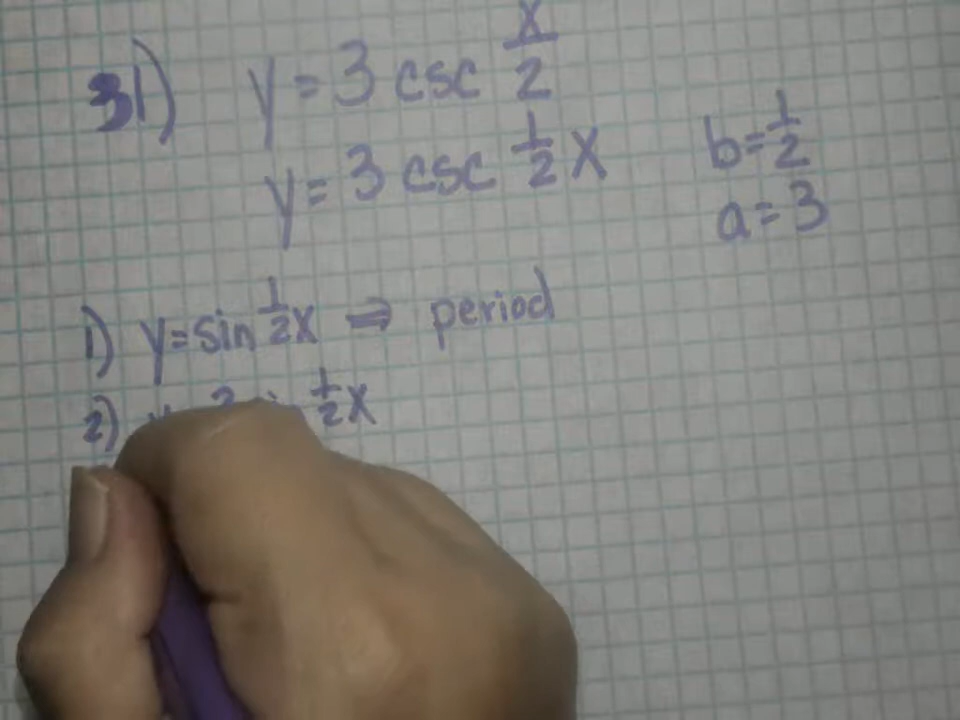 31) y = 3 csc x/2
y = 3 csc 1/2 x
b = 1/2
a = 3
1) y = sin 1/2 x ⇒ period
2) 1/2 x